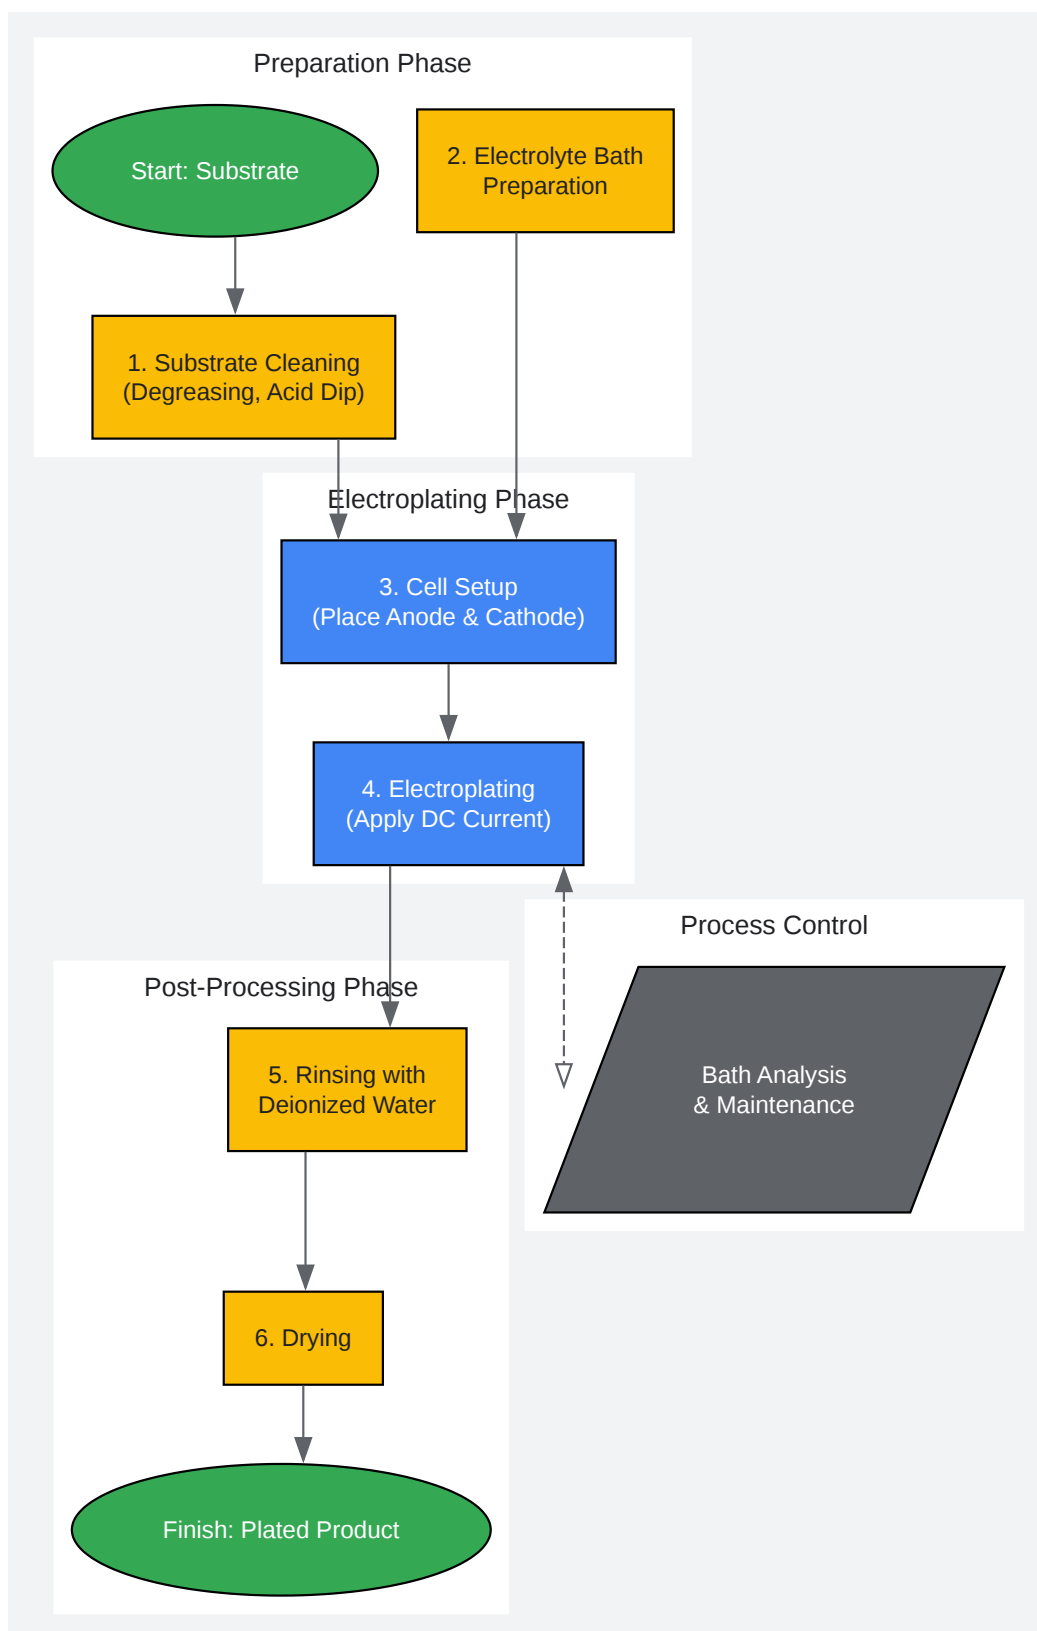 Preparation Phase
Start: Substrate
2. Electrolyte Bath
Preparation
1. Substrate Cleaning
(Degreasing, Acid Dip)
Electroplating Phase
3. Cell Setup
(Place Anode & Cathode)
4. Electroplating
(Apply DC Current)
Process Control
Bath Analysis
& Maintenance
Post-Processing Phase
5. Rinsing with
Deionized Water
6. Drying
Finish: Plated Product